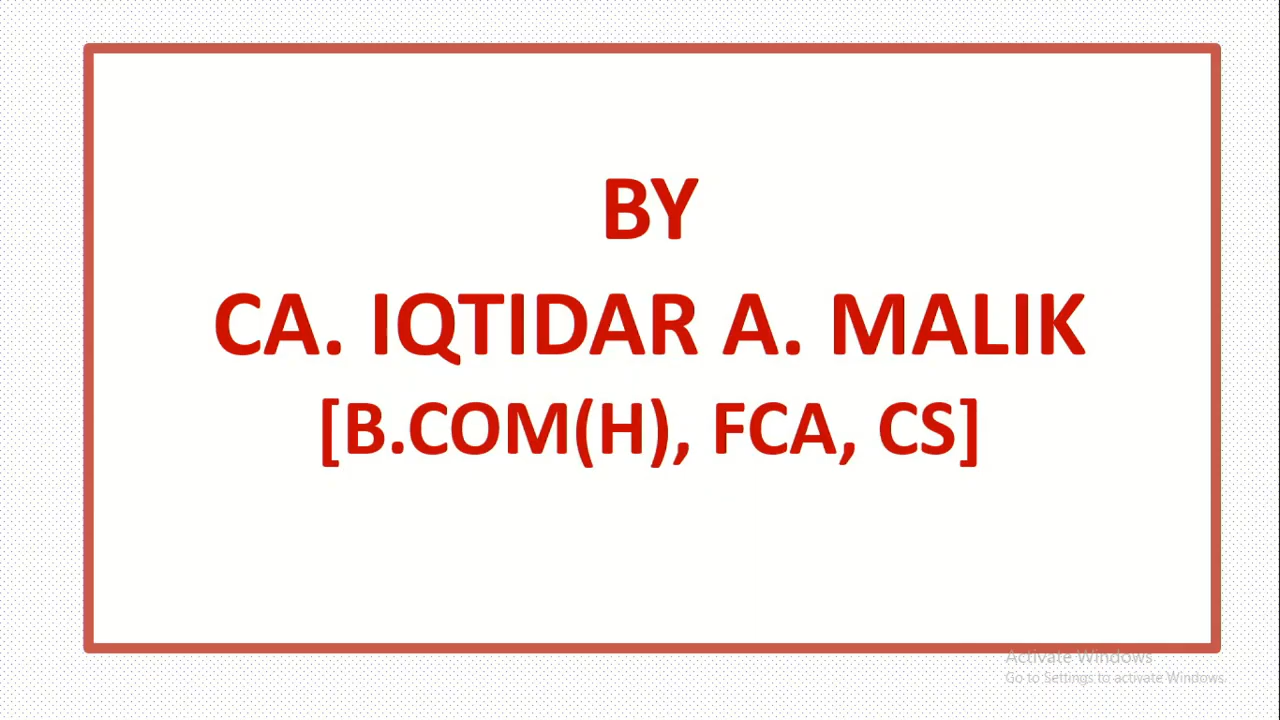 BY
CA. IQTIDAR A. MALIK
[B.COM(H), FCA, CS]
Activate Windows
Go to Settings to activate Windows.